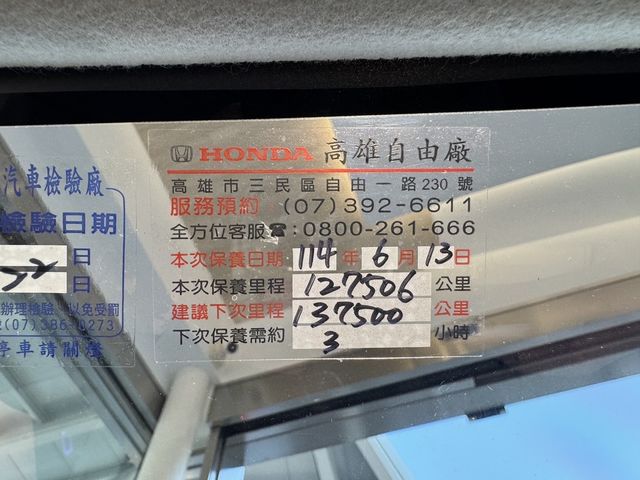 HONDA 高雄自由廠
高雄市三民區自由一路230號
服務預約 (07)392-6611
全方位客服☎:0800-261-666
本次保養日期 114 年 6 月 13 日
本次保養里程 127506 公里
建議下次里程 137500 公里
下次保養需約 3 小時
汽車檢驗廠
檢驗日期
日
22 日
辦理檢驗 以免受罰
(07)386-0273
停車請關聲